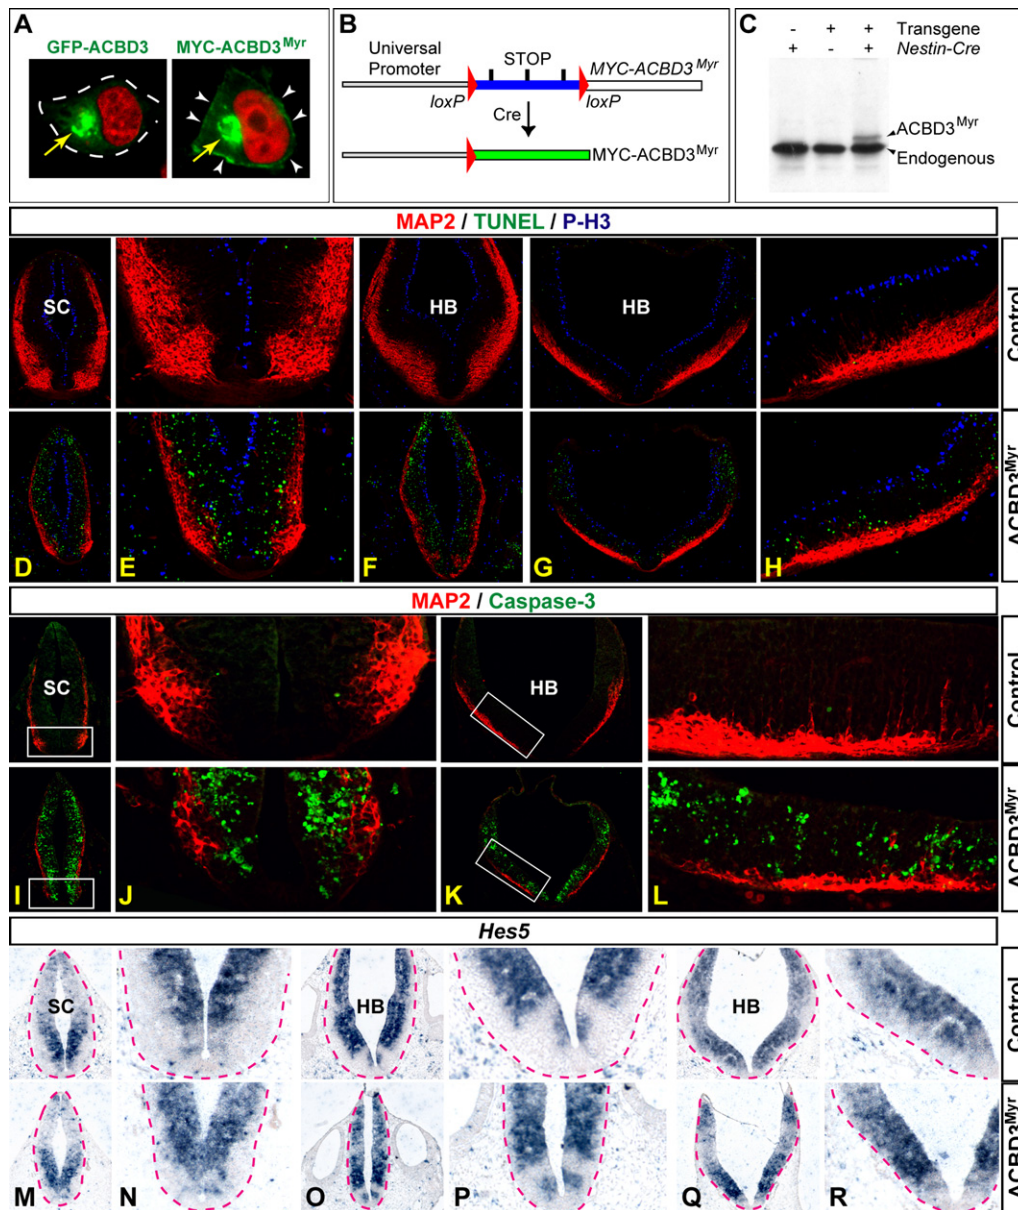 A
GFP-ACBD3
MYC-ACBD3Myr
B
Universal
Promoter
STOP
MYC-ACBD3Myr
loxP
loxP
Cre
MYC-ACBD3Myr
C
- + + Transgene
+ - + Nestin-Cre
ACBD3Myr
Endogenous
MAP2 / TUNEL / P-H3
SC
HB
HB
Control
D
E
F
G
H
ACBD3Myr
MAP2 / Caspase-3
SC
HB
Control
I
J
K
L
ACBD3Myr
Hes5
SC
HB
HB
Control
M
N
O
P
Q
R
ACBD3Myr